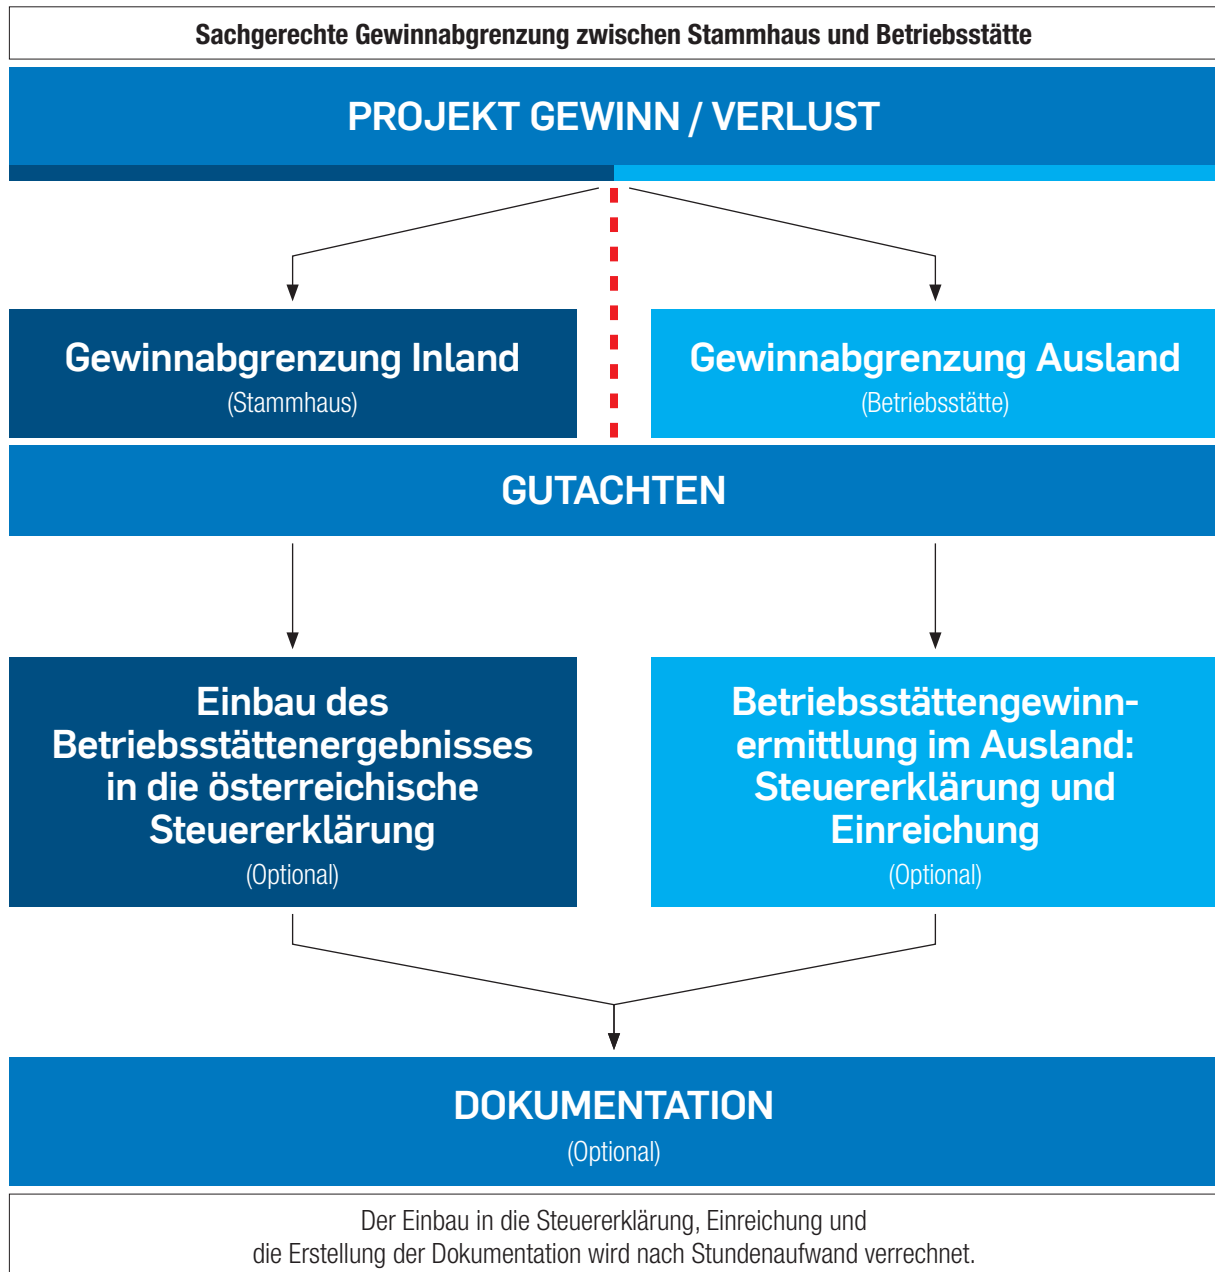 Sachgerechte Gewinnabgrenzung zwischen Stammhaus und Betriebsstätte
PROJEKT GEWINN / VERLUST
Gewinnabgrenzung Inland
(Stammhaus)
Gewinnabgrenzung Ausland
(Betriebsstätte)
GUTACHTEN
Einbau des
Betriebsstättenergebnisses
in die österreichische
Steuererklärung
(Optional)
Betriebsstättengewinn-
ermittlung im Ausland:
Steuererklärung und
Einreichung
(Optional)
DOKUMENTATION
(Optional)
Der Einbau in die Steuererklärung, Einreichung und
die Erstellung der Dokumentation wird nach Stundenaufwand verrechnet.